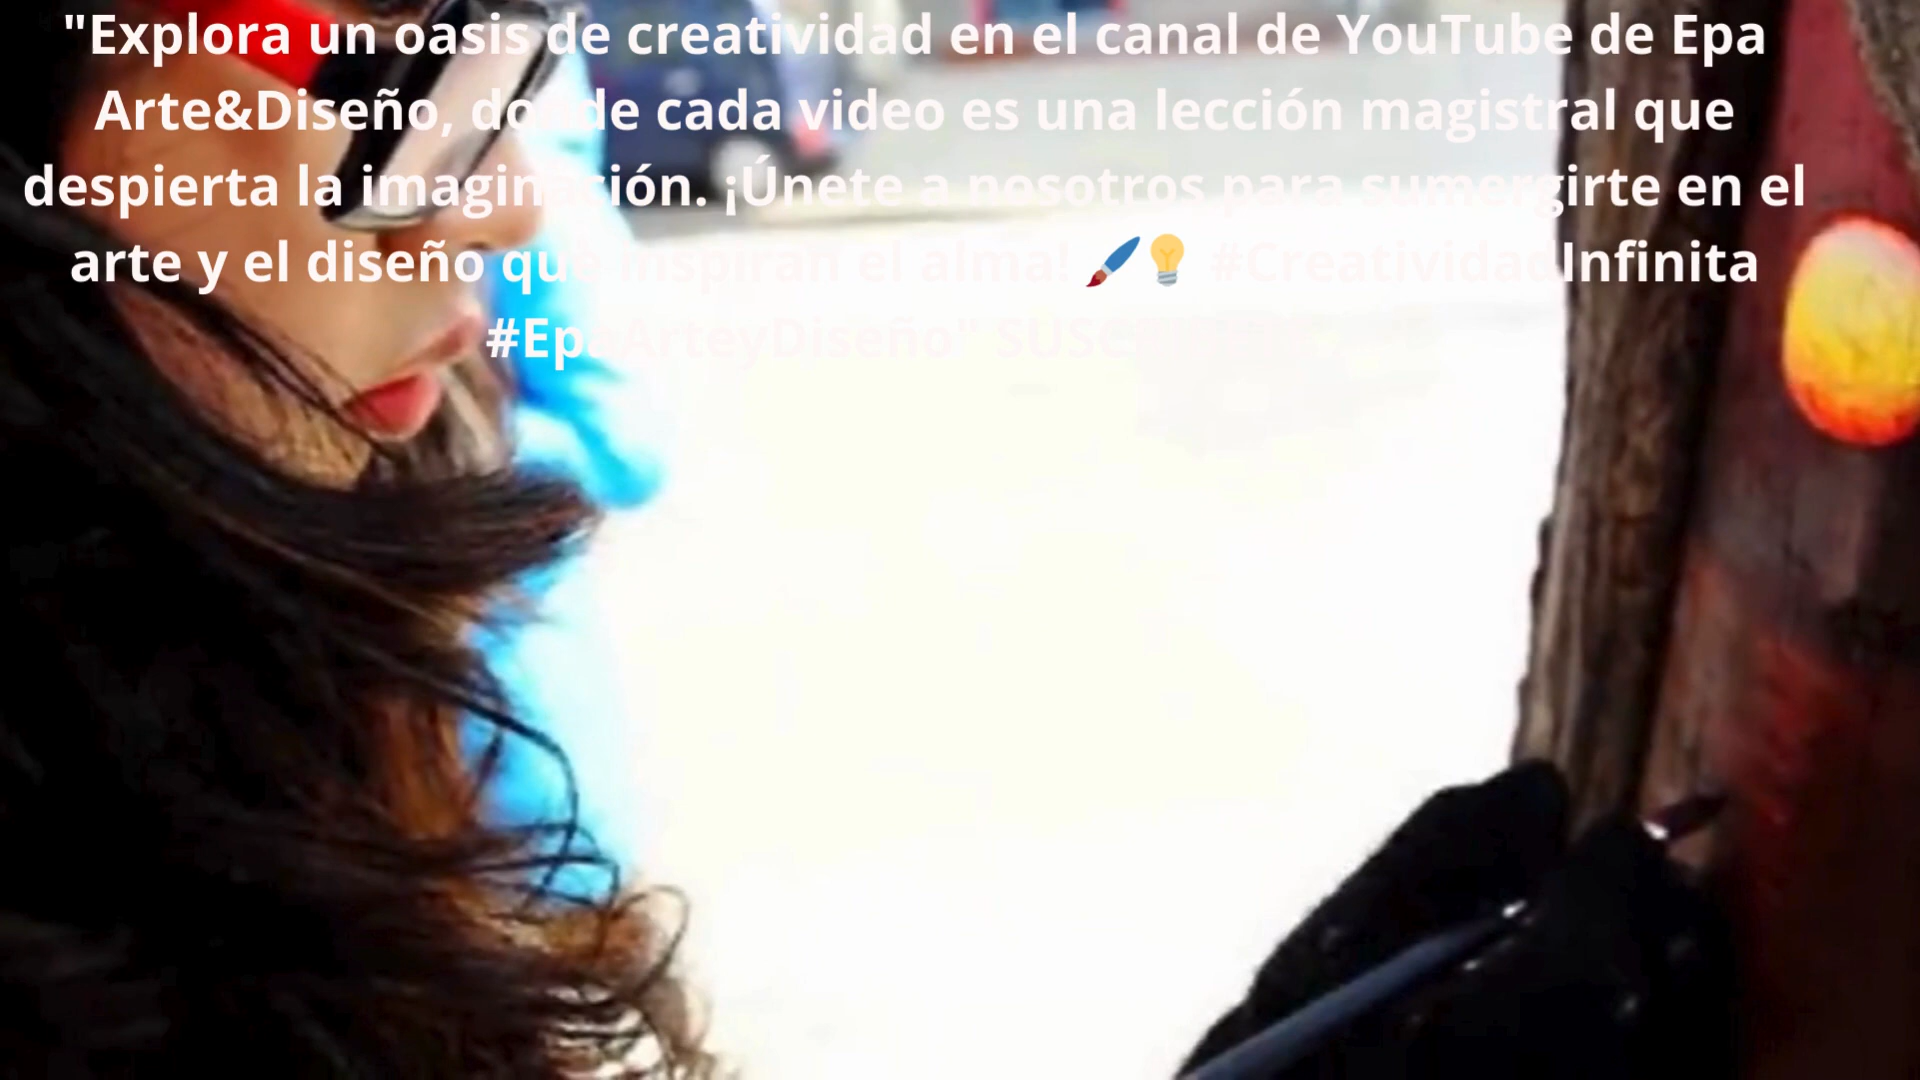 "Explora un oasis de creatividad en el canal de YouTube de Epa
Arte&Diseño, donde cada video es una lección magistral que
despierta la imaginación. ¡Únete a nosotros para sumergirte en el
arte y el diseño que inspiran el alma! 🖌️💡 #CreatividadInfinita
#EpaArteyDiseño"